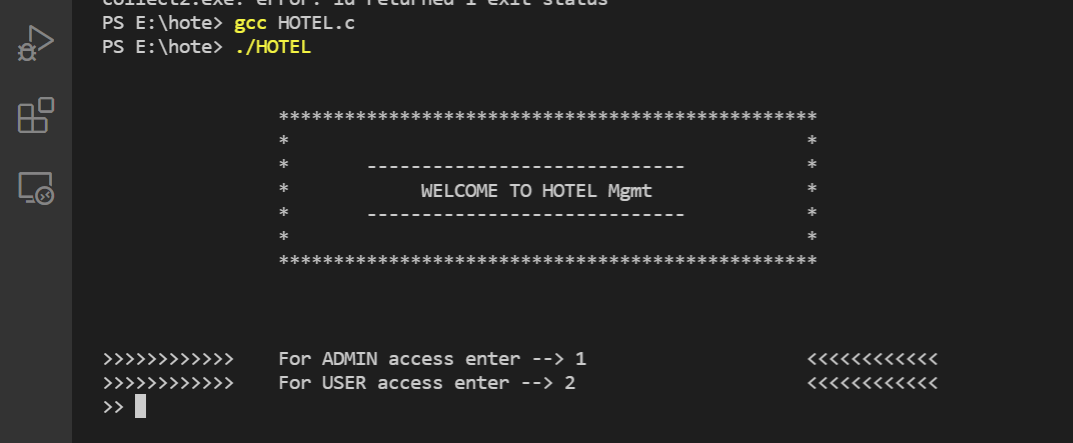 collect2.exe: error: ld returned 1 exit status
PS E:\hote> gcc HOTEL.c
PS E:\hote> ./HOTEL
*************************************************
* *
* ----------------------------- *
* WELCOME TO HOTEL Mgmt *
* ----------------------------- *
* *
*************************************************
>>>>>>>>>>>> For ADMIN access enter --> 1 <<<<<<<<<<<<
>>>>>>>>>>>> For USER access enter --> 2 <<<<<<<<<<<<
>>